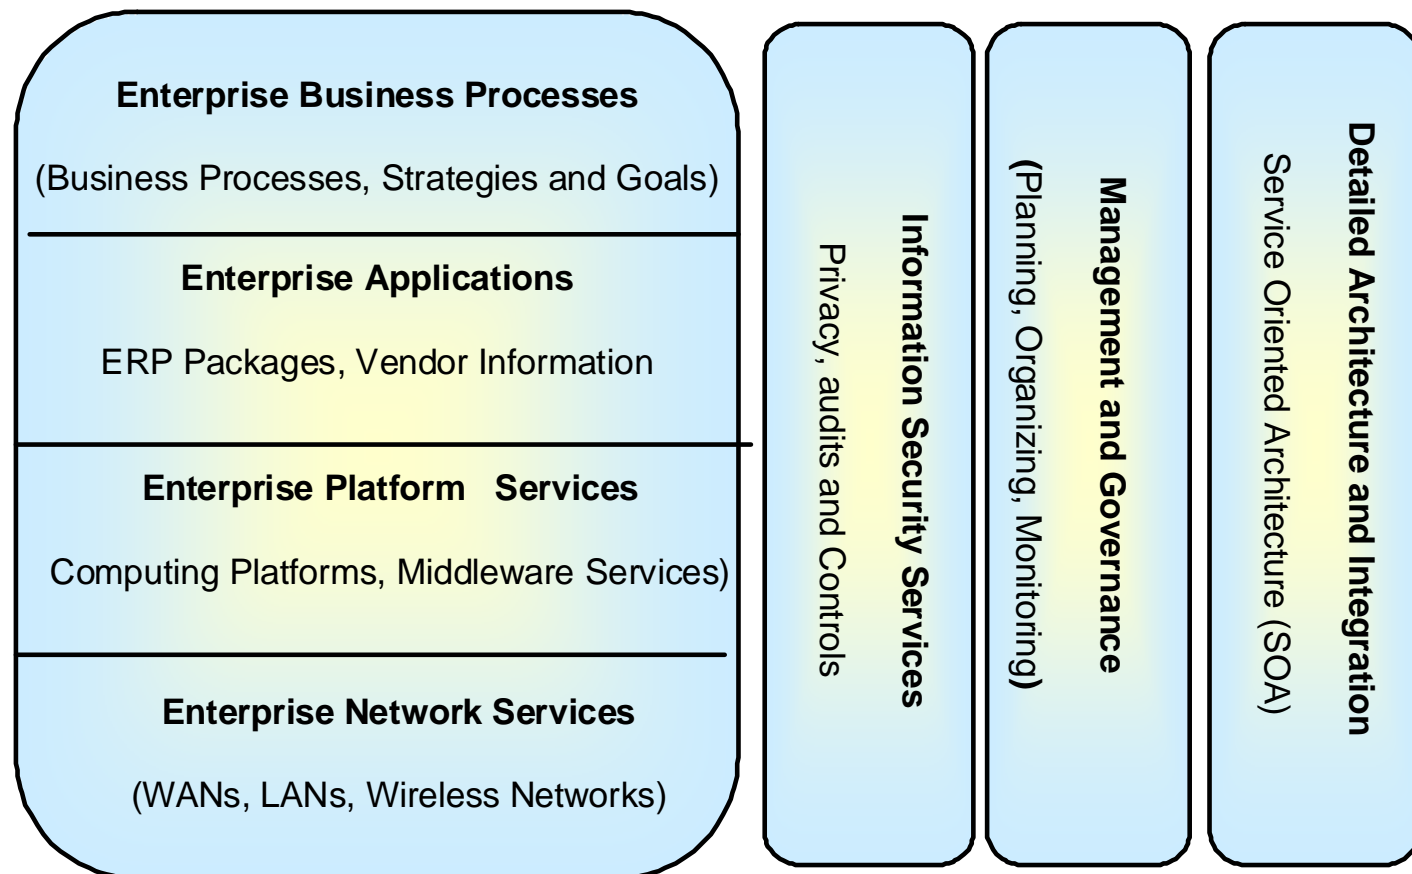 Enterprise Business Processes
(Business Processes, Strategies and Goals)
Enterprise Applications
ERP Packages, Vendor Information
Enterprise Platform Services
Computing Platforms, Middleware Services)
Enterprise Network Services
(WANs, LANs, Wireless Networks)
Information Security Services
Privacy, audits and Controls
Management and Governance
(Planning, Organizing, Monitoring)
Detailed Architecture and Integration
Service Oriented Architecture (SOA)